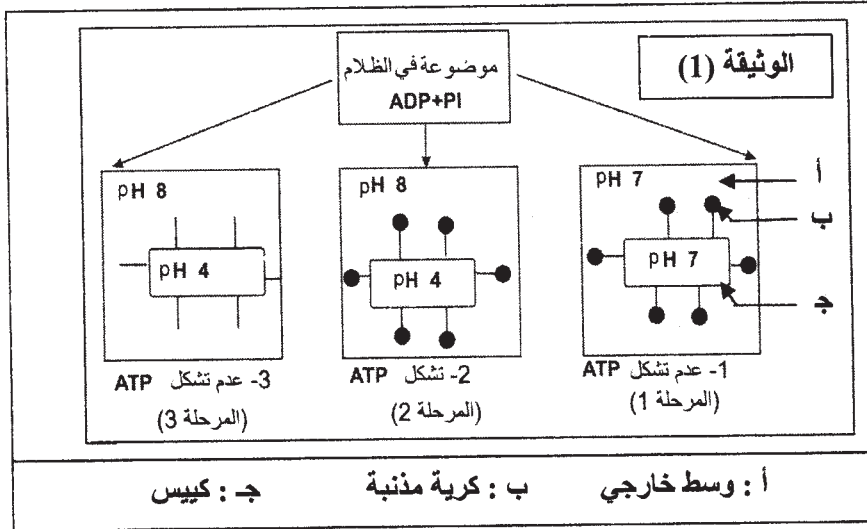 الوثيقة (1)
موضوعة في الظلام
ADP+PI
pH 7
أ
ب
pH 7
جـ
1- عدم تشكل ATP
(المرحلة 1)
pH 8
pH 4
2- تشكل ATP
(المرحلة 2)
pH 8
pH 4
3- عدم تشكل ATP
(المرحلة 3)
أ : وسط خارجي ب : كرية مذنبة جـ : كييس